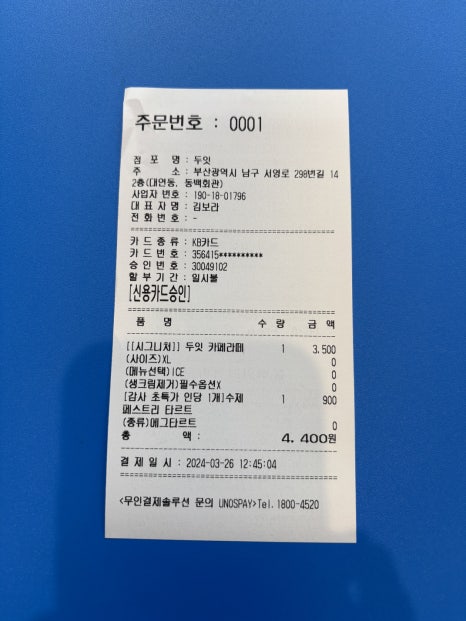 주문번호 : 0001
점 포 명 : 두잇
주 소 : 부산광역시 남구 서영로 298번길 14
2층(대연동, 동백회관)
사업자 번호 : 190-18-01796
대 표 자 명 : 김보라
전 화 번 호 : -
카 드 종 류 : KB카드
카 드 번 호 : 356415**********
승 인 번 호 : 30049102
할 부 기 간 : 일시불
[신용카드승인]
품 명 수 량 금 액
[[시그니처]] 두잇 카메라떼 1 3,500
(사이즈)XL 0
(메뉴선택)ICE 0
(생크림제거)필수옵션X 0
[감사 초특가 인당 1개]수제 1 900
페스트리 타르트
(종류)에그타르트 0
총 액 : 4,400원
결 제 일 시 : 2024-03-26 12:45:04
<무인결제솔루션 문의 UNOSPAY>Tel.1800-4520